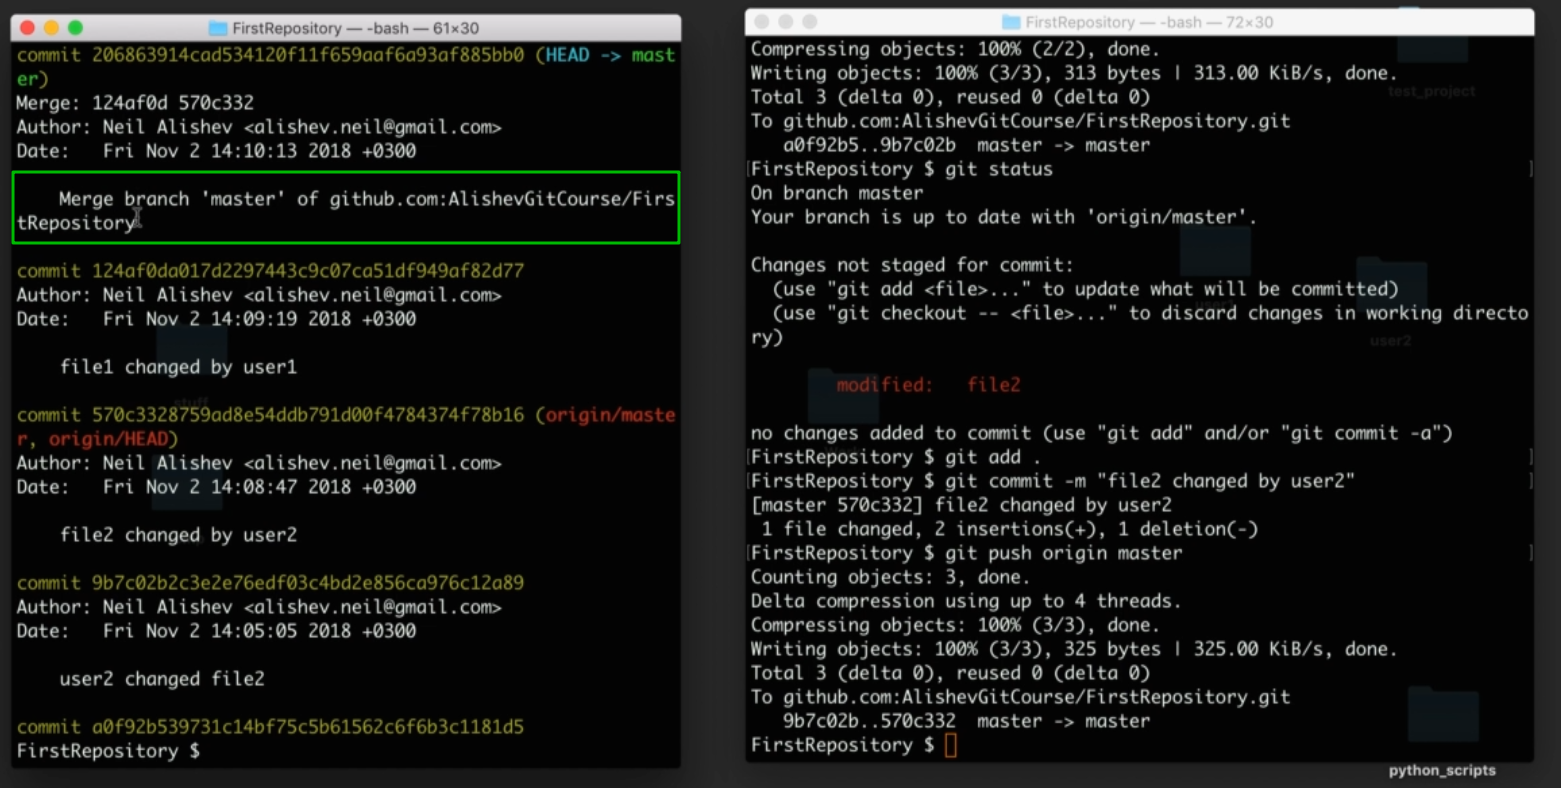 FirstRepository — -bash — 61×30
commit 206863914cad534120f11f659aaf6a93af885bb0 (HEAD -> mast
er)
Merge: 124af0d 570c332
Author: Neil Alishev <alishev.neil@gmail.com>
Date:   Fri Nov 2 14:10:13 2018 +0300
Merge branch 'master' of github.com:AlishevGitCourse/Firs
tRepository
commit 124af0da017d2297443c9c07ca51df949af82d77
Author: Neil Alishev <alishev.neil@gmail.com>
Date:   Fri Nov 2 14:09:19 2018 +0300
file1 changed by user1
stuff
commit 570c3328759ad8e54ddb791d00f4784374f78b16 (origin/maste
r, origin/HEAD)
Author: Neil Alishev <alishev.neil@gmail.com>
Date:   Fri Nov 2 14:08:47 2018 +0300
file2 changed by user2
commit 9b7c02b2c3e2e76edf03c4bd2e856ca976c12a89
Author: Neil Alishev <alishev.neil@gmail.com>
Date:   Fri Nov 2 14:05:05 2018 +0300
user2 changed file2
commit a0f92b539731c14bf75c5b61562c6f6b3c1181d5
FirstRepository $
FirstRepository — -bash — 72×30
Compressing objects: 100% (2/2), done.
Writing objects: 100% (3/3), 313 bytes | 313.00 KiB/s, done.
Total 3 (delta 0), reused 0 (delta 0)
test_project
To github.com:AlishevGitCourse/FirstRepository.git
a0f92b5..9b7c02b  master -> master
[FirstRepository $ git status ]
On branch master
Your branch is up to date with 'origin/master'.
Changes not staged for commit:
(use "git add <file>..." to update what will be committed)
(use "git checkout -- <file>..." to discard changes in working directo
ry)
user2
modified:   file2
no changes added to commit (use "git add" and/or "git commit -a")
[FirstRepository $ git add . ]
[FirstRepository $ git commit -m "file2 changed by user2" ]
[master 570c332] file2 changed by user2
1 file changed, 2 insertions(+), 1 deletion(-)
[FirstRepository $ git push origin master ]
Counting objects: 3, done.
Delta compression using up to 4 threads.
Compressing objects: 100% (3/3), done.
Writing objects: 100% (3/3), 325 bytes | 325.00 KiB/s, done.
Total 3 (delta 0), reused 0 (delta 0)
To github.com:AlishevGitCourse/FirstRepository.git
9b7c02b..570c332  master -> master
FirstRepository $
python_scripts